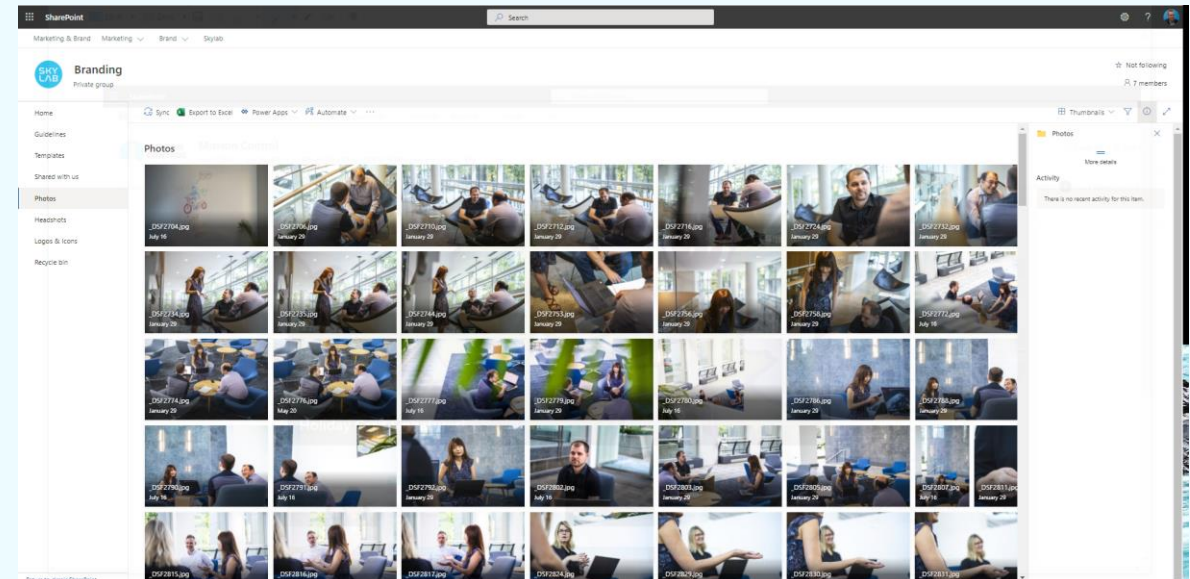 SharePoint
Search
?
Marketing & Brand Marketing Brand Skylab
SKY
LAB
Branding
Private group
Not following
7 members
Home
Guidelines
Templates
Shared with us
Photos
Headshots
Logos & Icons
Recycle bin
Sync Export to Excel Power Apps Automate ...
Thumbnails
Photos
_DSF2704.jpg _DSF2706.jpg _DSF2710.jpg _DSF2712.jpg _DSF2716.jpg _DSF2724.jpg _DSF2732.jpg
July 16 January 29 January 29 January 29 January 29 January 29 January 29
_DSF2734.jpg _DSF2735.jpg _DSF2744.jpg _DSF2753.jpg _DSF2756.jpg _DSF2758.jpg _DSF2772.jpg
January 29 January 29 January 29 January 29 January 29 January 29 July 16
_DSF2774.jpg _DSF2776.jpg _DSF2777.jpg _DSF2779.jpg _DSF2780.jpg _DSF2786.jpg _DSF2788.jpg
January 29 May 20 July 16 January 29 July 16 January 29 January 29
Holiday
_DSF2790.jpg _DSF2791.jpg _DSF2792.jpg _DSF2802.jpg _DSF2803.jpg _DSF2805.jpg _DSF2807.jpg _DSF2811.jpg
July 16 July 16 January 29 July 16 January 29 January 29 July 16 January 29
_DSF2815.jpg _DSF2816.jpg _DSF2817.jpg _DSF2824.jpg _DSF2829.jpg _DSF2830.jpg _DSF2831.jpg
Photos
More details
Activity
There is no recent activity for this item.